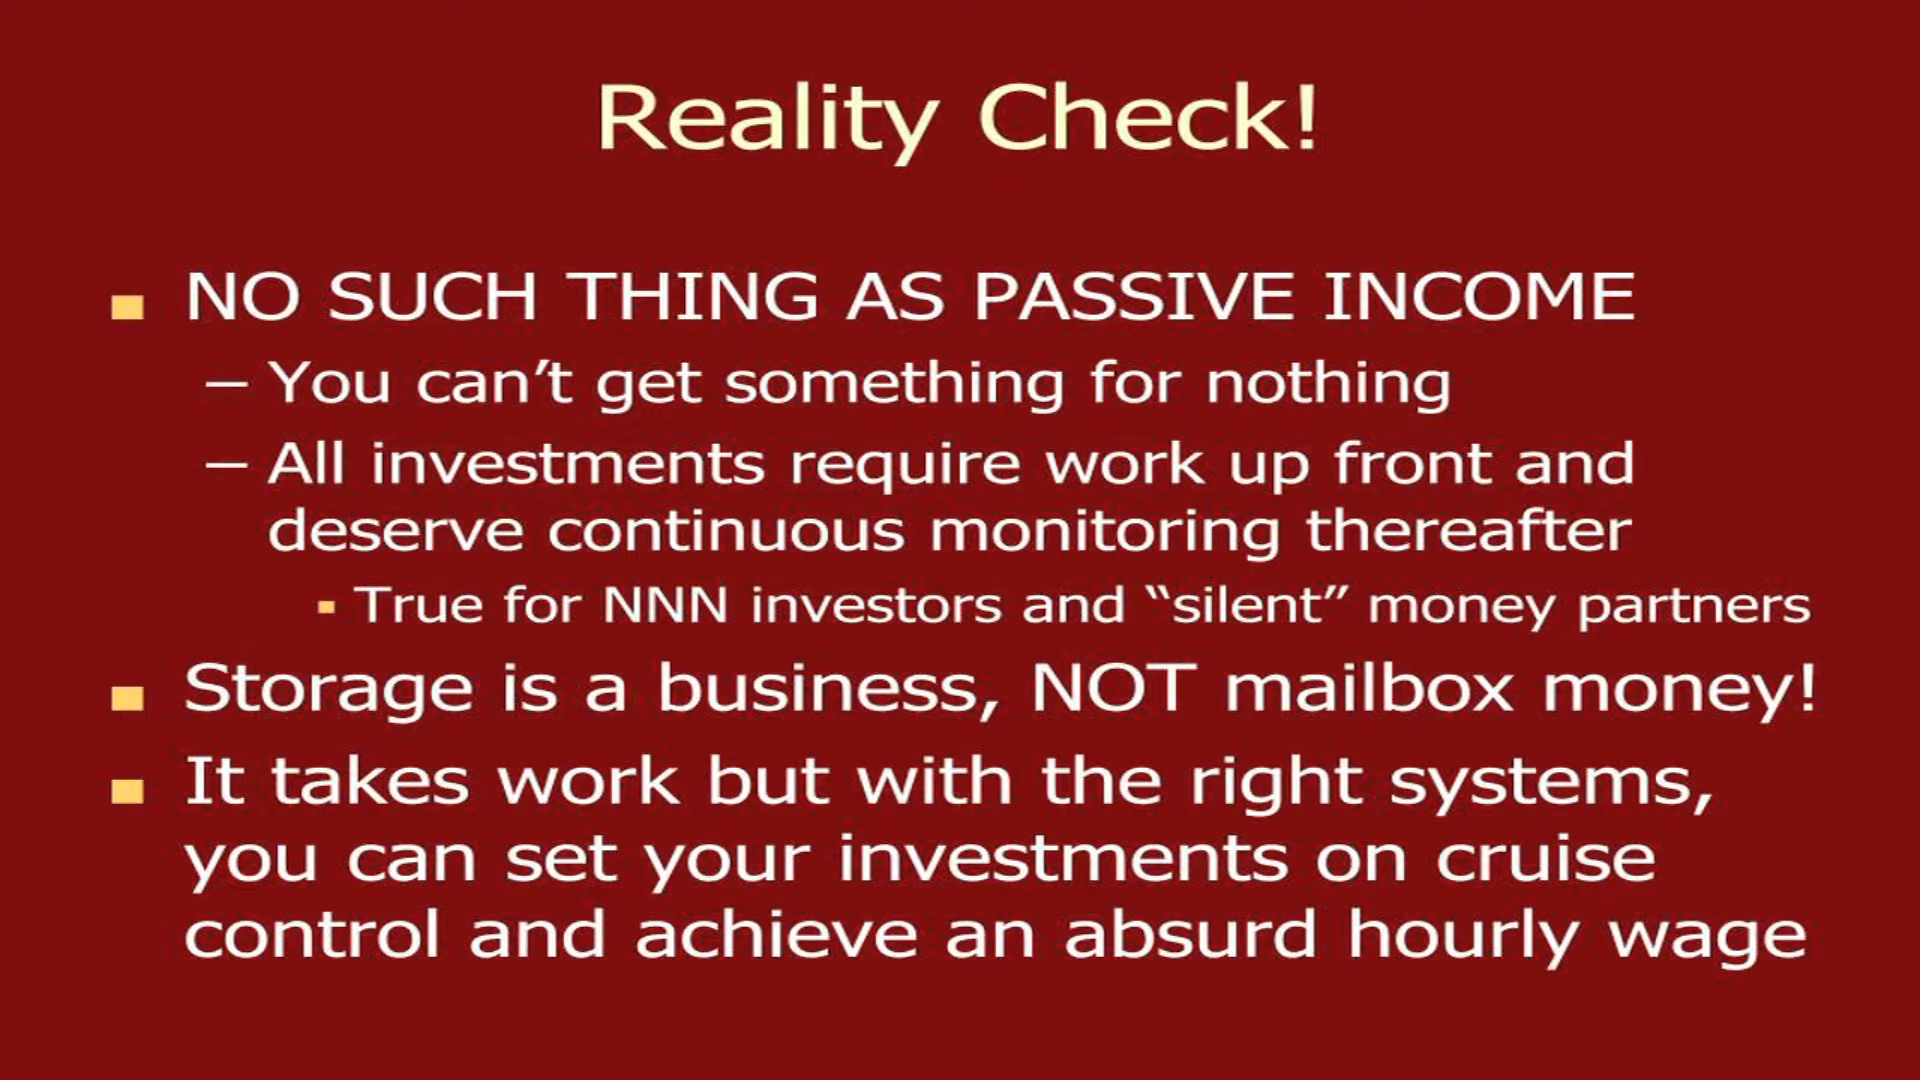 Reality Check!
NO SUCH THING AS PASSIVE INCOME
– You can’t get something for nothing
– All investments require work up front and
deserve continuous monitoring thereafter
True for NNN investors and “silent” money partners
Storage is a business, NOT mailbox money!
It takes work but with the right systems,
you can set your investments on cruise
control and achieve an absurd hourly wage